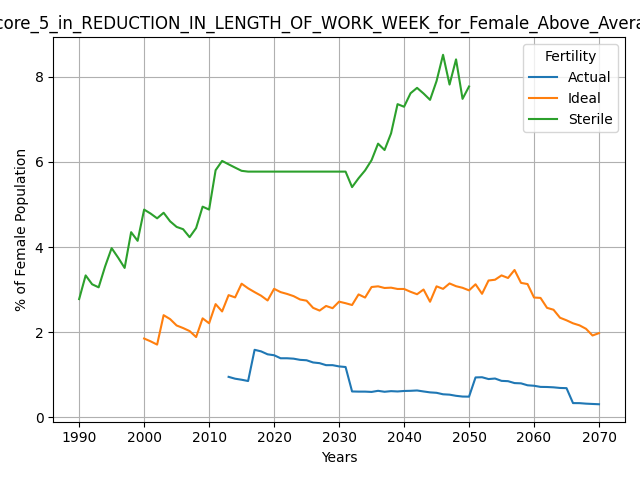 core_5_in_REDUCTION_IN_LENGTH_OF_WORK_WEEK_for_Female_Above_Avera
Fertility
Actual
Ideal
Sterile
% of Female Population
8
6
4
2
0
1990 2000 2010 2020 2030 2040 2050 2060 2070
Years